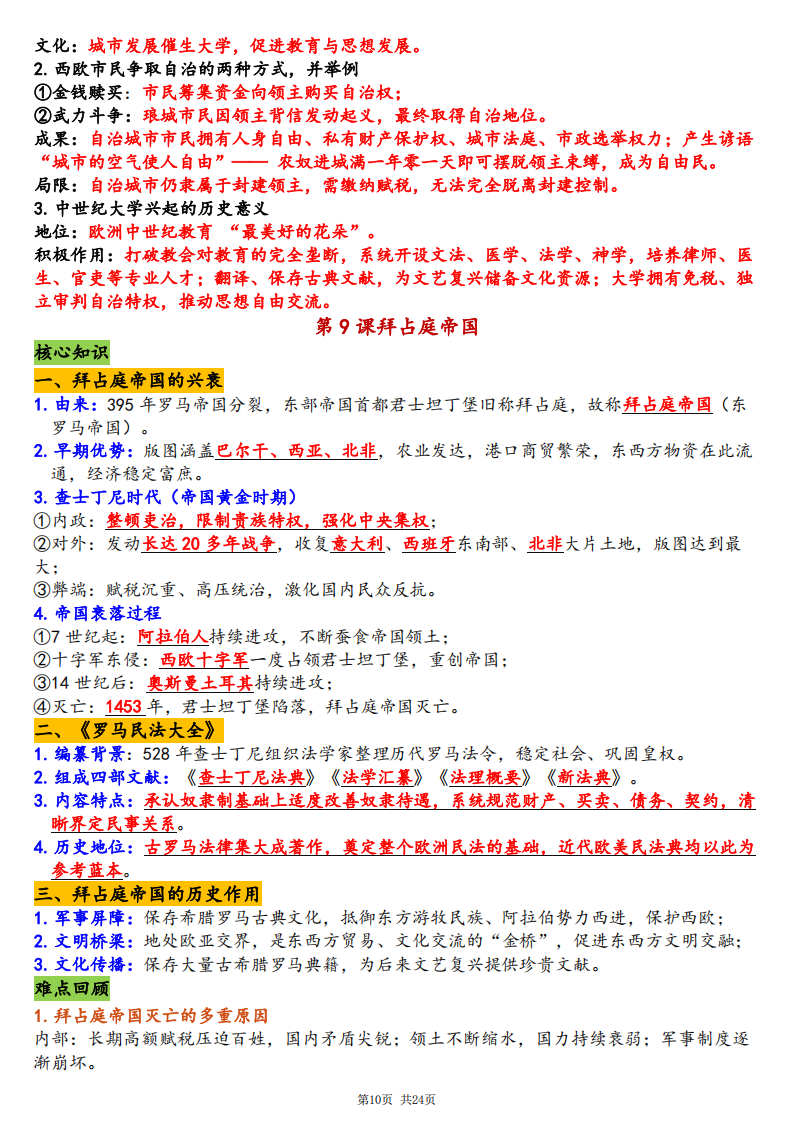 文化：城市发展催生大学，促进教育与思想发展。
2. 西欧市民争取自治的两种方式，并举例
①金钱赎买：市民筹集资金向领主购买自治权；
②武力斗争：琅城市民因领主背信发动起义，最终取得自治地位。
成果：自治城市市民拥有人身自由、私有财产保护权、城市法庭、市政选举权力；产生谚语
“城市的空气使人自由”—— 农奴进城满一年零一天即可摆脱领主束缚，成为自由民。
局限：自治城市仍隶属于封建领主，需缴纳赋税，无法完全脱离封建控制。
3. 中世纪大学兴起的历史意义
地位：欧洲中世纪教育 “最美好的花朵”。
积极作用：打破教会对教育的完全垄断，系统开设文法、医学、法学、神学，培养律师、医
生、官吏等专业人才；翻译、保存古典文献，为文艺复兴储备文化资源；大学拥有免税、独
立审判自治特权，推动思想自由交流。
第 9 课拜占庭帝国
核心知识
一、拜占庭帝国的兴衰
1. 由来：395 年罗马帝国分裂，东部帝国首都君士坦丁堡旧称拜占庭，故称拜占庭帝国（东
罗马帝国）。
2. 早期优势：版图涵盖巴尔干、西亚、北非，农业发达，港口商贸繁荣，东西方物资在此流
通，经济稳定富庶。
3. 查士丁尼时代（帝国黄金时期）
①内政：整顿吏治，限制贵族特权，强化中央集权；
②对外：发动长达 20 多年战争，收复意大利、西班牙东南部、北非大片土地，版图达到最
大；
③弊端：赋税沉重、高压统治，激化国内民众反抗。
4. 帝国衰落过程
①7 世纪起：阿拉伯人持续进攻，不断蚕食帝国领土；
②十字军东侵：西欧十字军一度占领君士坦丁堡，重创帝国；
③14 世纪后：奥斯曼土耳其持续进攻；
④灭亡：1453 年，君士坦丁堡陷落，拜占庭帝国灭亡。
二、《罗马民法大全》
1. 编纂背景：528 年查士丁尼组织法学家整理历代罗马法令，稳定社会、巩固皇权。
2. 组成四部文献：《查士丁尼法典》《法学汇纂》《法理概要》《新法典》。
3. 内容特点：承认奴隶制基础上适度改善奴隶待遇，系统规范财产、买卖、债务、契约，清
晰界定民事关系。
4. 历史地位：古罗马法律集大成著作，奠定整个欧洲民法的基础，近代欧美民法典均以此为
参考蓝本。
三、拜占庭帝国的历史作用
1. 军事屏障：保存希腊罗马古典文化，抵御东方游牧民族、阿拉伯势力西进，保护西欧；
2. 文明桥梁：地处欧亚交界，是东西方贸易、文化交流的“金桥”，促进东西方文明交融；
3. 文化传播：保存大量古希腊罗马典籍，为后来文艺复兴提供珍贵文献。
难点回顾
1. 拜占庭帝国灭亡的多重原因
内部：长期高额赋税压迫百姓，国内矛盾尖锐；领土不断缩水，国力持续衰弱；军事制度逐
渐崩坏。
第10页 共24页